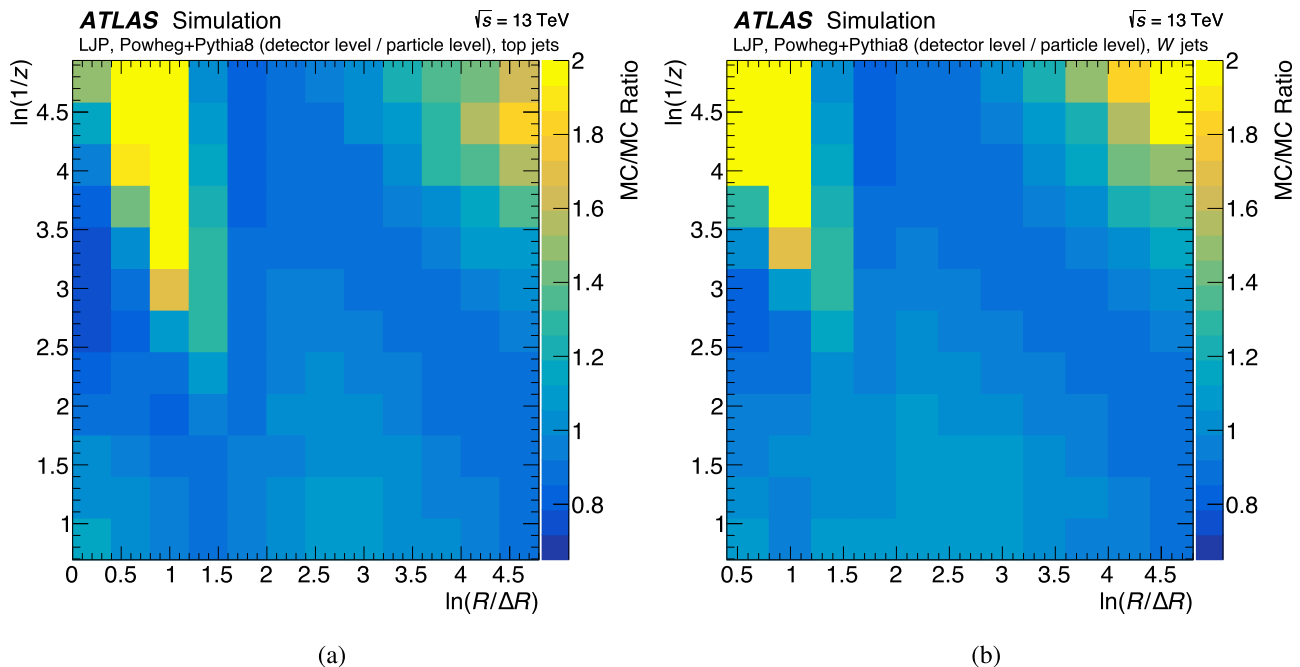 ATLAS Simulation
√s = 13 TeV
LJP, Powheg+Pythia8 (detector level / particle level), top jets
ln(1/z)
4.5
4
3.5
3
2.5
2
1.5
1
0 0.5 1 1.5 2 2.5 3 3.5 4 4.5
ln(R/ΔR)
2
1.8
1.6
1.4
1.2
1
0.8
MC/MC Ratio
(a)
ATLAS Simulation
√s = 13 TeV
LJP, Powheg+Pythia8 (detector level / particle level), W jets
ln(1/z)
4.5
4
3.5
3
2.5
2
1.5
1
0.5 1 1.5 2 2.5 3 3.5 4 4.5
ln(R/ΔR)
2
1.8
1.6
1.4
1.2
1
0.8
MC/MC Ratio
(b)